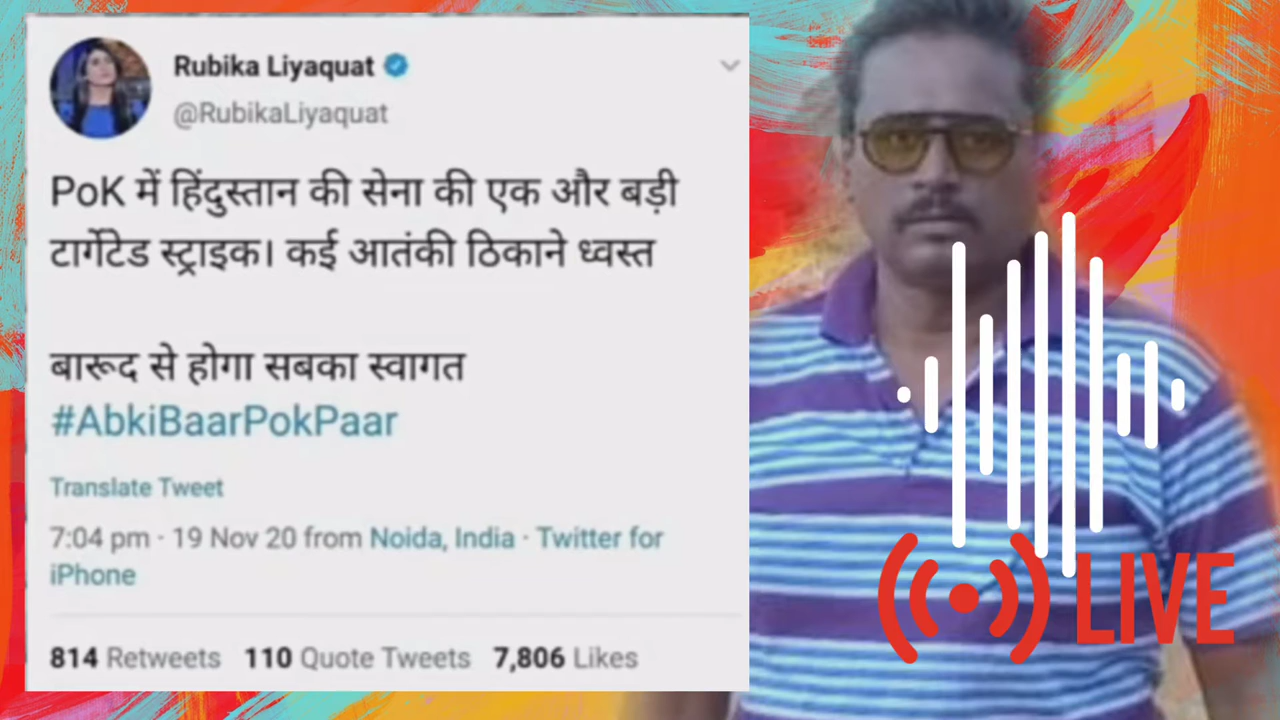 Rubika Liyaquat
@RubikaLiyaquat
PoK में हिंदुस्तान की सेना की एक और बड़ी
टार्गेटेड स्ट्राइक। कई आतंकी ठिकाने ध्वस्त
बारूद से होगा सबका स्वागत
#AbkiBaarPokPaar
Translate Tweet
7:04 pm · 19 Nov 20 from Noida, India · Twitter for
iPhone
814 Retweets 110 Quote Tweets 7,806 Likes
LIVE